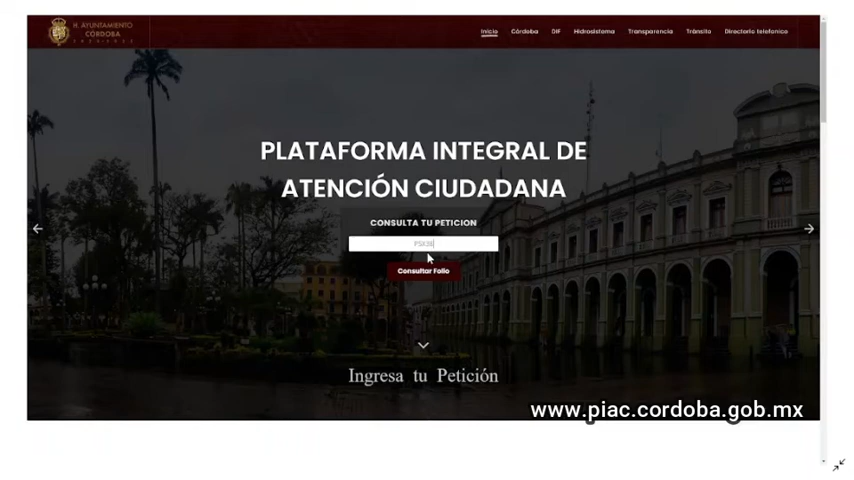 H. AYUNTAMIENTO
CÓRDOBA
Inicio Córdoba DIF Hidrosistema Transparencia Tránsito Directorio telefonico
PLATAFORMA INTEGRAL DE
ATENCIÓN CIUDADANA
CONSULTA TU PETICION
Consultar Folio
Ingresa tu Petición
www.piac.cordoba.gob.mx